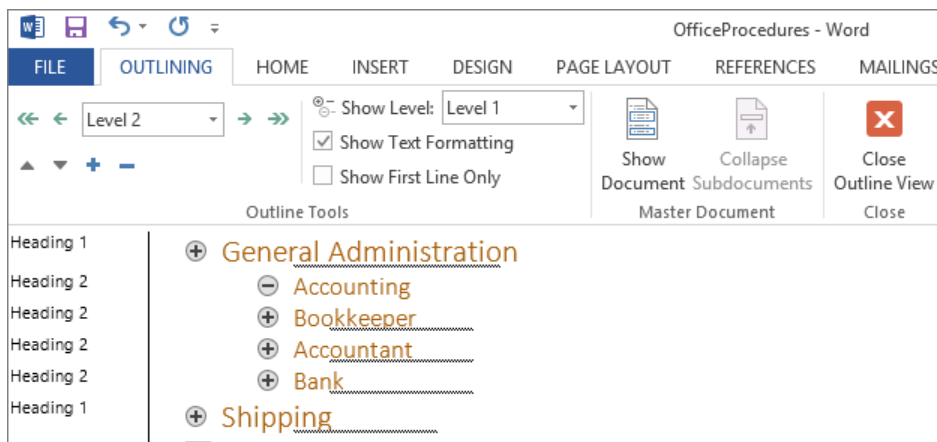 OfficeProcedures - Word
FILE OUTLINING HOME INSERT DESIGN PAGE LAYOUT REFERENCES MAILINGS
Level 2
Show Level: Level 1
Show Text Formatting
Show First Line Only
Outline Tools
Show Document
Collapse Subdocuments
Master Document
Close Outline View
Close
Heading 1 General Administration
Heading 2 Accounting
Heading 2 Bookkeeper
Heading 2 Accountant
Heading 2 Bank
Heading 1 Shipping